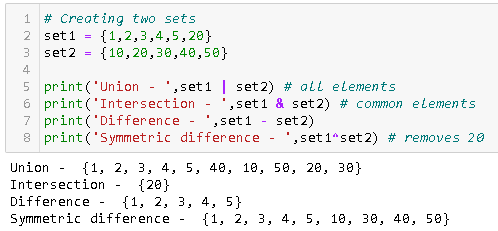 1 # Creating two sets
2 set1 = {1,2,3,4,5,20}
3 set2 = {10,20,30,40,50}
4
5 print('Union - ',set1 | set2) # all elements
6 print('Intersection - ',set1 & set2) # common elements
7 print('Difference - ',set1 - set2)
8 print('Symmetric difference - ',set1^set2) # removes 20
Union -  {1, 2, 3, 4, 5, 40, 10, 50, 20, 30}
Intersection -  {20}
Difference -  {1, 2, 3, 4, 5}
Symmetric difference -  {1, 2, 3, 4, 5, 10, 30, 40, 50}